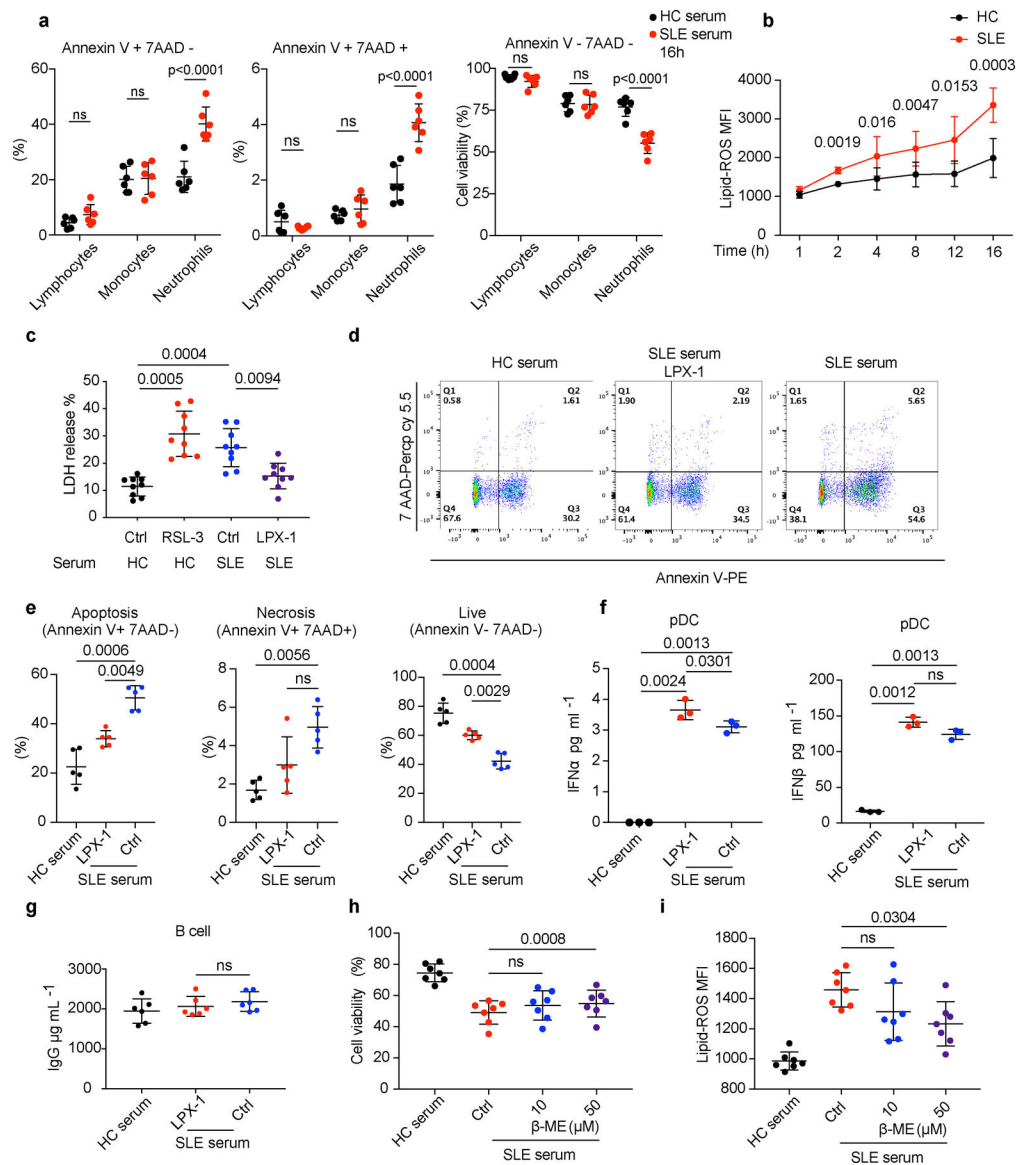 a
HC serum
SLE serum
16h
Annexin V + 7AAD -
Annexin V + 7AAD +
Annexin V - 7AAD -
(%)
60
40
20
0
ns
ns
p<0.0001
Lymphocytes
Monocytes
Neutrophils
(%)
6
4
2
0
ns
ns
p<0.0001
Lymphocytes
Monocytes
Neutrophils
Cell viability (%)
100
75
50
25
0
ns
ns
p<0.0001
Lymphocytes
Monocytes
Neutrophils
b
HC
SLE
Lipid-ROS MFI
4000
3000
2000
1000
0
0.0019
0.016
0.0047
0.0153
0.0003
Time (h)
1 2 4 8 12 16
c
LDH release %
50
40
30
20
10
0
0.0004
0.0005
0.0094
Ctrl RSL-3 Ctrl LPX-1
Serum HC HC SLE SLE
d
HC serum
SLE serum
LPX-1
SLE serum
7 AAD-Percp cy 5.5
Q1
0.58
Q2
1.61
Q4
67.6
Q3
30.2
Q1
1.90
Q2
2.19
Q4
61.4
Q3
34.5
Q1
1.65
Q2
5.65
Q4
38.1
Q3
54.6
Annexin V-PE
e
Apoptosis
(Annexin V+ 7AAD-)
0.0006
0.0049
(%)
60
40
20
0
HC serum
LPX-1
Ctrl
SLE serum
Necrosis
(Annexin V+ 7AAD+)
0.0056
ns
(%)
8
6
4
2
0
HC serum
LPX-1
Ctrl
SLE serum
Live
(Annexin V- 7AAD-)
0.0004
0.0029
(%)
100
80
60
40
20
0
HC serum
LPX-1
Ctrl
SLE serum
f
pDC
0.0013
0.0301
0.0024
IFNα pg ml -1
5
4
3
2
1
0
HC serum
LPX-1
Ctrl
SLE serum
pDC
0.0013
ns
0.0012
IFNβ pg ml -1
200
150
100
50
0
HC serum
LPX-1
Ctrl
SLE serum
g
B cell
ns
IgG µg mL -1
3000
2000
1000
0
HC serum
LPX-1
Ctrl
SLE serum
h
0.0008
ns
Cell viability (%)
100
80
60
40
20
0
HC serum
Ctrl
10
50
β-ME (µM)
SLE serum
i
0.0304
ns
Lipid-ROS MFI
1800
1600
1400
1200
1000
800
HC serum
Ctrl
10
50
β-ME (µM)
SLE serum